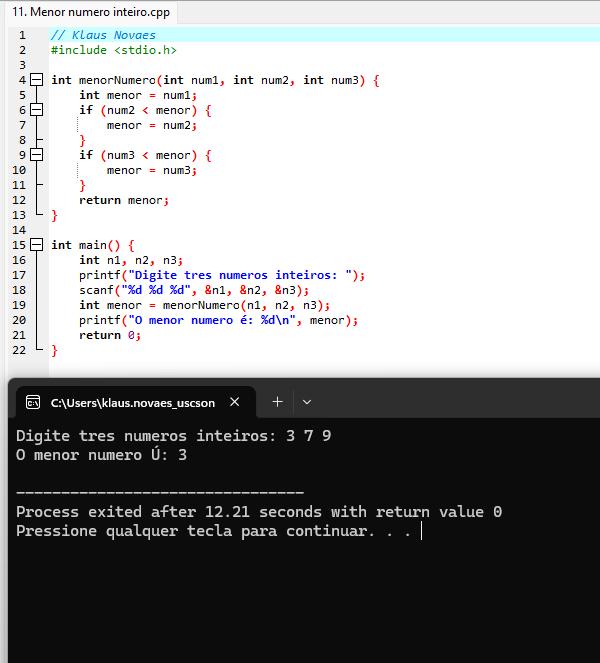 11. Menor numero inteiro.cpp
1 // Klaus Novaes
2 #include <stdio.h>
3
4 int menorNumero(int num1, int num2, int num3) {
5     int menor = num1;
6     if (num2 < menor) {
7         menor = num2;
8     }
9     if (num3 < menor) {
10         menor = num3;
11     }
12     return menor;
13 }
14
15 int main() {
16     int n1, n2, n3;
17     printf("Digite tres numeros inteiros: ");
18     scanf("%d %d %d", &n1, &n2, &n3);
19     int menor = menorNumero(n1, n2, n3);
20     printf("O menor numero é: %d\n", menor);
21     return 0;
22 }
C:\Users\klaus.novaes_uscson
Digite tres numeros inteiros: 3 7 9
O menor numero Ú: 3
--------------------------------
Process exited after 12.21 seconds with return value 0
Pressione qualquer tecla para continuar. . .